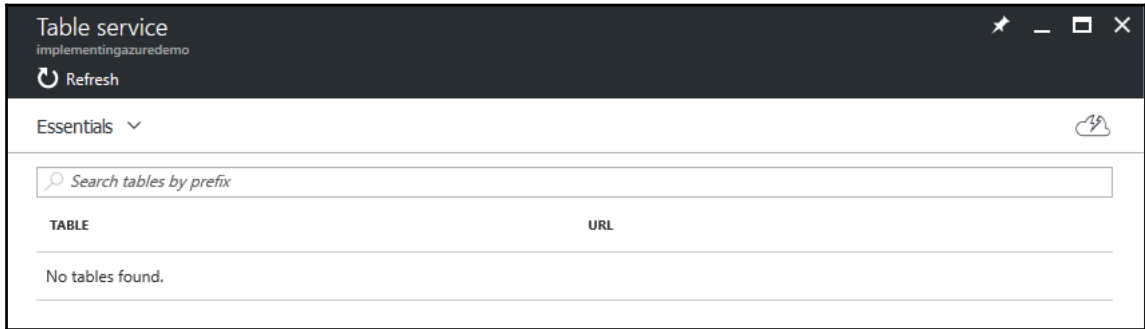 Table service
implementingazuredemo
Refresh
Essentials
Search tables by prefix
TABLE URL
No tables found.